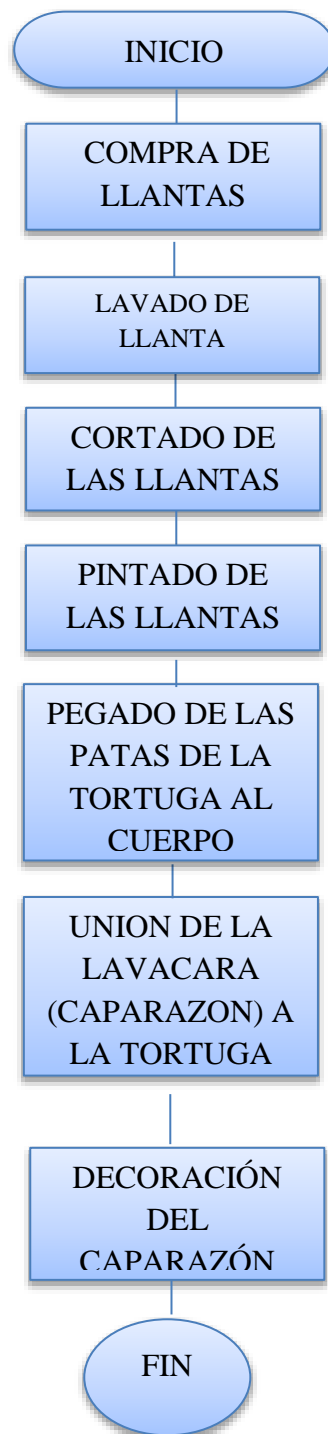 INICIO
COMPRA DE
LLANTAS
LAVADO DE
LLANTA
CORTADO DE
LAS LLANTAS
PINTADO DE
LAS LLANTAS
PEGADO DE LAS
PATAS DE LA
TORTUGA AL
CUERPO
UNION DE LA
LAVACARA
(CAPARAZON) A
LA TORTUGA
DECORACIÓN
DEL
CAPARAZÓN
FIN